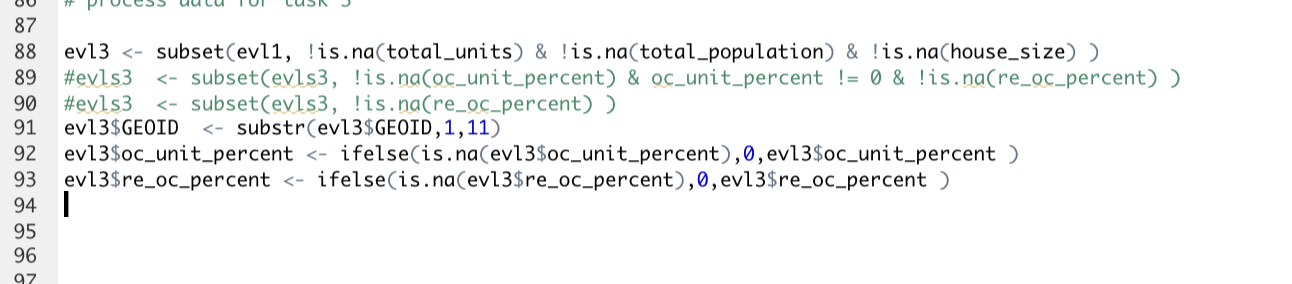 86 # process data for task 3
87
88 evl3 <- subset(evl1, !is.na(total_units) & !is.na(total_population) & !is.na(house_size) )
89 #evls3  <- subset(evls3, !is.na(oc_unit_percent) & oc_unit_percent != 0 & !is.na(re_oc_percent) )
90 #evls3  <- subset(evls3, !is.na(re_oc_percent) )
91 evl3$GEOID  <- substr(evl3$GEOID,1,11)
92 evl3$oc_unit_percent <- ifelse(is.na(evl3$oc_unit_percent),0,evl3$oc_unit_percent )
93 evl3$re_oc_percent <- ifelse(is.na(evl3$re_oc_percent),0,evl3$re_oc_percent )
94
95
96
97